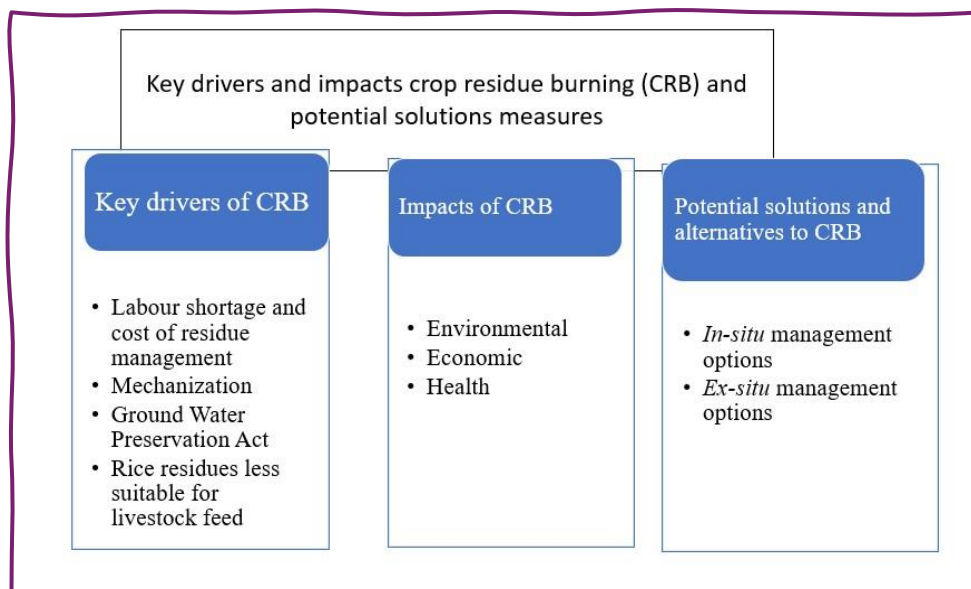 Key drivers and impacts crop residue burning (CRB) and
potential solutions measures
Key drivers of CRB
• Labour shortage and
cost of residue
management
• Mechanization
• Ground Water
Preservation Act
• Rice residues less
suitable for
livestock feed
Impacts of CRB
• Environmental
• Economic
• Health
Potential solutions and
alternatives to CRB
• In-situ management
options
• Ex-situ management
options